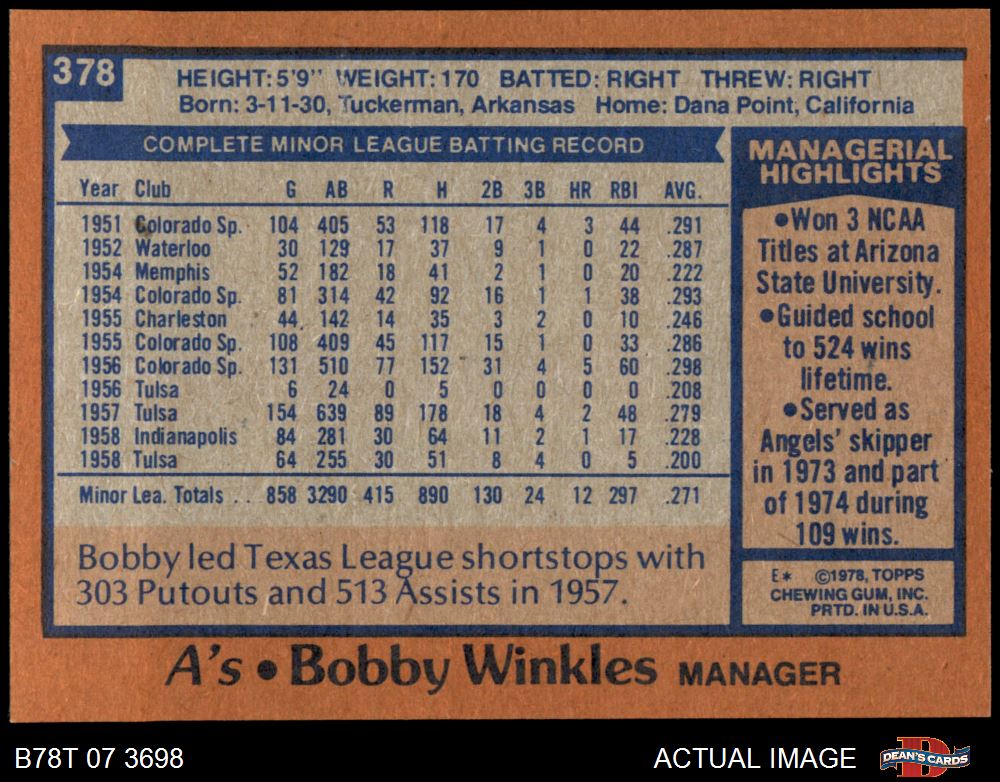 378
HEIGHT: 5'9" WEIGHT: 170 BATTED: RIGHT THREW: RIGHT
Born: 3-11-30, Tuckerman, Arkansas Home: Dana Point, California
COMPLETE MINOR LEAGUE BATTING RECORD
Year Club G AB R H 2B 3B HR RBI AVG.
1951 Colorado Sp. 104 405 53 118 17 4 3 44 .291
1952 Waterloo 30 129 17 37 9 1 0 22 .287
1954 Memphis 52 182 18 41 2 1 0 20 .222
1954 Colorado Sp. 81 314 42 92 16 1 1 38 .293
1955 Charleston 44 142 14 35 3 2 0 10 .246
1955 Colorado Sp. 108 409 45 117 15 1 0 33 .286
1956 Colorado Sp. 131 510 77 152 31 4 5 60 .298
1956 Tulsa 6 24 0 5 0 0 0 0 .208
1957 Tulsa 154 639 89 178 18 4 2 48 .279
1958 Indianapolis 84 281 30 64 11 2 1 17 .228
1958 Tulsa 64 255 30 51 8 4 0 5 .200
Minor Lea. Totals . . 858 3290 415 890 130 24 12 297 .271
Bobby led Texas League shortstops with
303 Putouts and 513 Assists in 1957.
MANAGERIAL
HIGHLIGHTS
●Won 3 NCAA
Titles at Arizona
State University.
●Guided school
to 524 wins
lifetime.
●Served as
Angels' skipper
in 1973 and part
of 1974 during
109 wins.
E* ©1978, TOPPS
CHEWING GUM, INC.
PRTD. IN U.S.A.
A's ● Bobby Winkles MANAGER
B78T 07 3698
ACTUAL IMAGE
DEAN'S CARDS